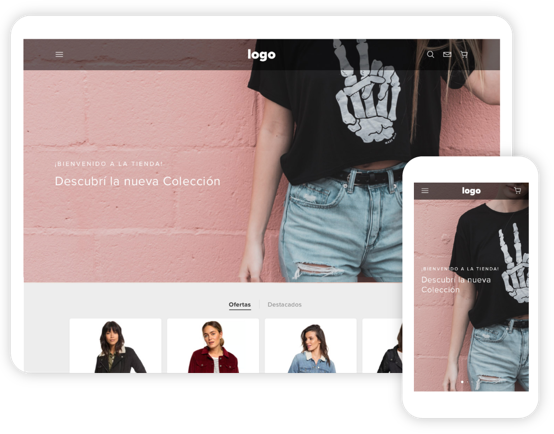 logo
¡BIENVENIDO A LA TIENDA!
Descubrí la nueva Colección
Ofertas
Destacados
logo
¡BIENVENIDO A LA TIENDA!
Descubrí la nueva
Colección